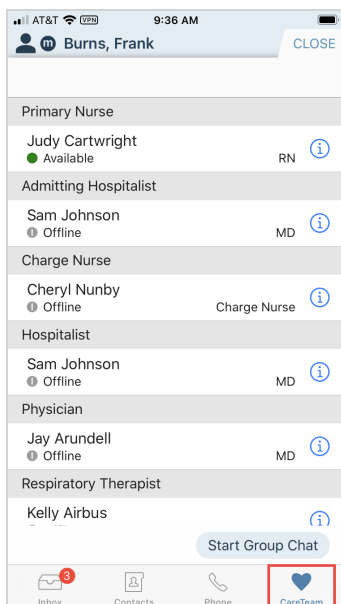 AT&T VPN 9:36 AM
m Burns, Frank CLOSE
Primary Nurse
Judy Cartwright
Available RN
Admitting Hospitalist
Sam Johnson
Offline MD
Charge Nurse
Cheryl Nunby
Offline Charge Nurse
Hospitalist
Sam Johnson
Offline MD
Physician
Jay Arundell
Offline MD
Respiratory Therapist
Kelly Airbus
Start Group Chat
3
Inbox Contacts Phone CareTeam